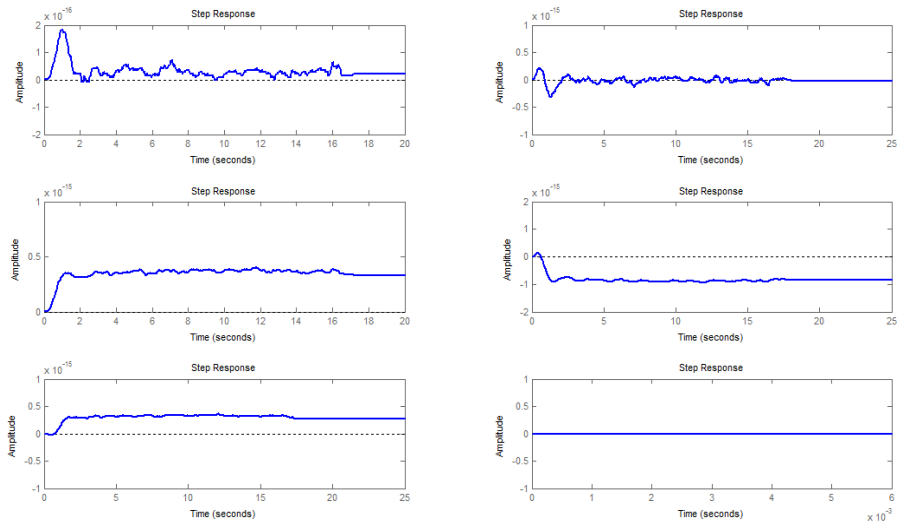 x 10^-16
Step Response
2
1
0
-1
-2
Amplitude
0 2 4 6 8 10 12 14 16 18 20
Time (seconds)
x 10^-15
Step Response
1
0.5
0
-0.5
-1
Amplitude
0 5 10 15 20 25
Time (seconds)
x 10^-15
Step Response
1
0.5
0
Amplitude
0 2 4 6 8 10 12 14 16 18 20
Time (seconds)
x 10^-15
Step Response
2
1
0
-1
-2
Amplitude
0 5 10 15 20 25
Time (seconds)
x 10^-15
Step Response
1
0.5
0
-0.5
-1
Amplitude
0 5 10 15 20 25
Time (seconds)
Step Response
1
0.5
0
-0.5
-1
Amplitude
0 1 2 3 4 5 6
Time (seconds)
x 10^-3